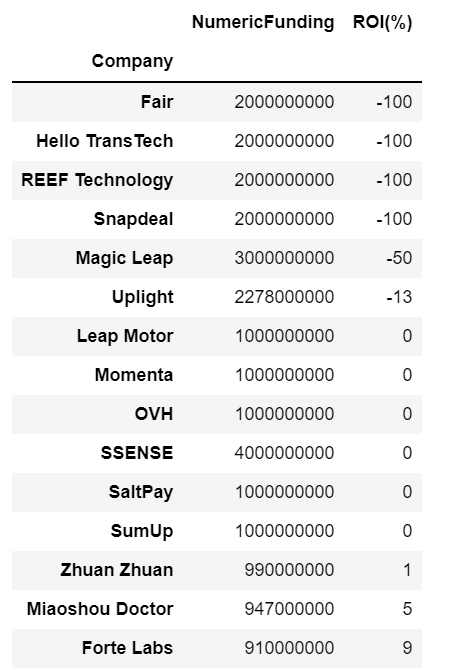 NumericFunding ROI(%)
Company
Fair 2000000000 -100
Hello TransTech 2000000000 -100
REEF Technology 2000000000 -100
Snapdeal 2000000000 -100
Magic Leap 3000000000 -50
Uplight 2278000000 -13
Leap Motor 1000000000 0
Momenta 1000000000 0
OVH 1000000000 0
SSENSE 4000000000 0
SaltPay 1000000000 0
SumUp 1000000000 0
Zhuan Zhuan 990000000 1
Miaoshou Doctor 947000000 5
Forte Labs 910000000 9